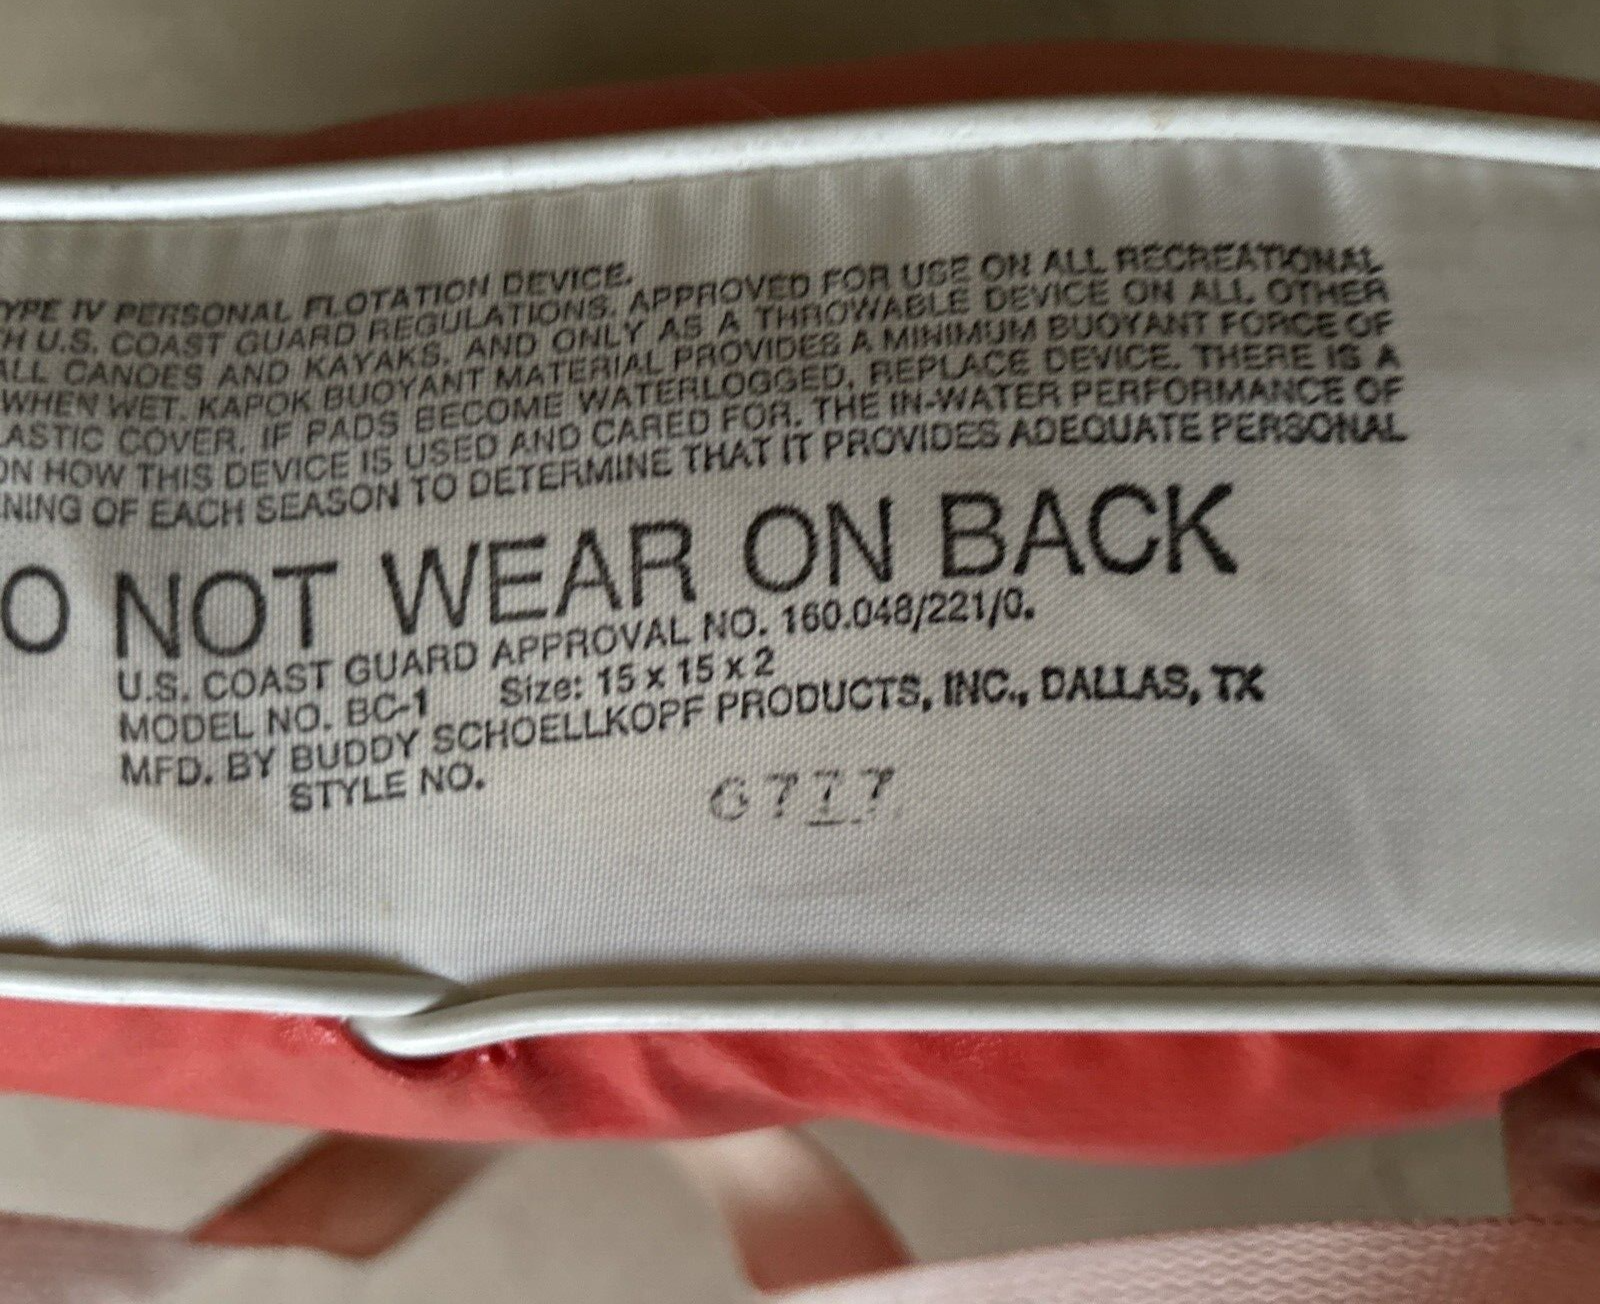 YPE IV PERSONAL FLOTATION DEVICE.
H U.S. COAST GUARD REGULATIONS. APPROVED FOR USE ON ALL RECREATIONAL
ALL CANOES AND KAYAKS, AND ONLY AS A THROWABLE DEVICE ON ALL OTHER
WHEN WET. KAPOK BUOYANT MATERIAL PROVIDES A MINIMUM BUOYANT FORCE OF
LASTIC COVER. IF PADS BECOME WATERLOGGED, REPLACE DEVICE. THERE IS A
ON HOW THIS DEVICE IS USED AND CARED FOR. THE IN-WATER PERFORMANCE OF
NING OF EACH SEASON TO DETERMINE THAT IT PROVIDES ADEQUATE PERSONAL
O NOT WEAR ON BACK
U.S. COAST GUARD APPROVAL NO. 160.048/221/0.
MODEL NO. BC-1 Size: 15 x 15 x 2
MFD. BY BUDDY SCHOELLKOPF PRODUCTS, INC., DALLAS, TX
STYLE NO. 6777